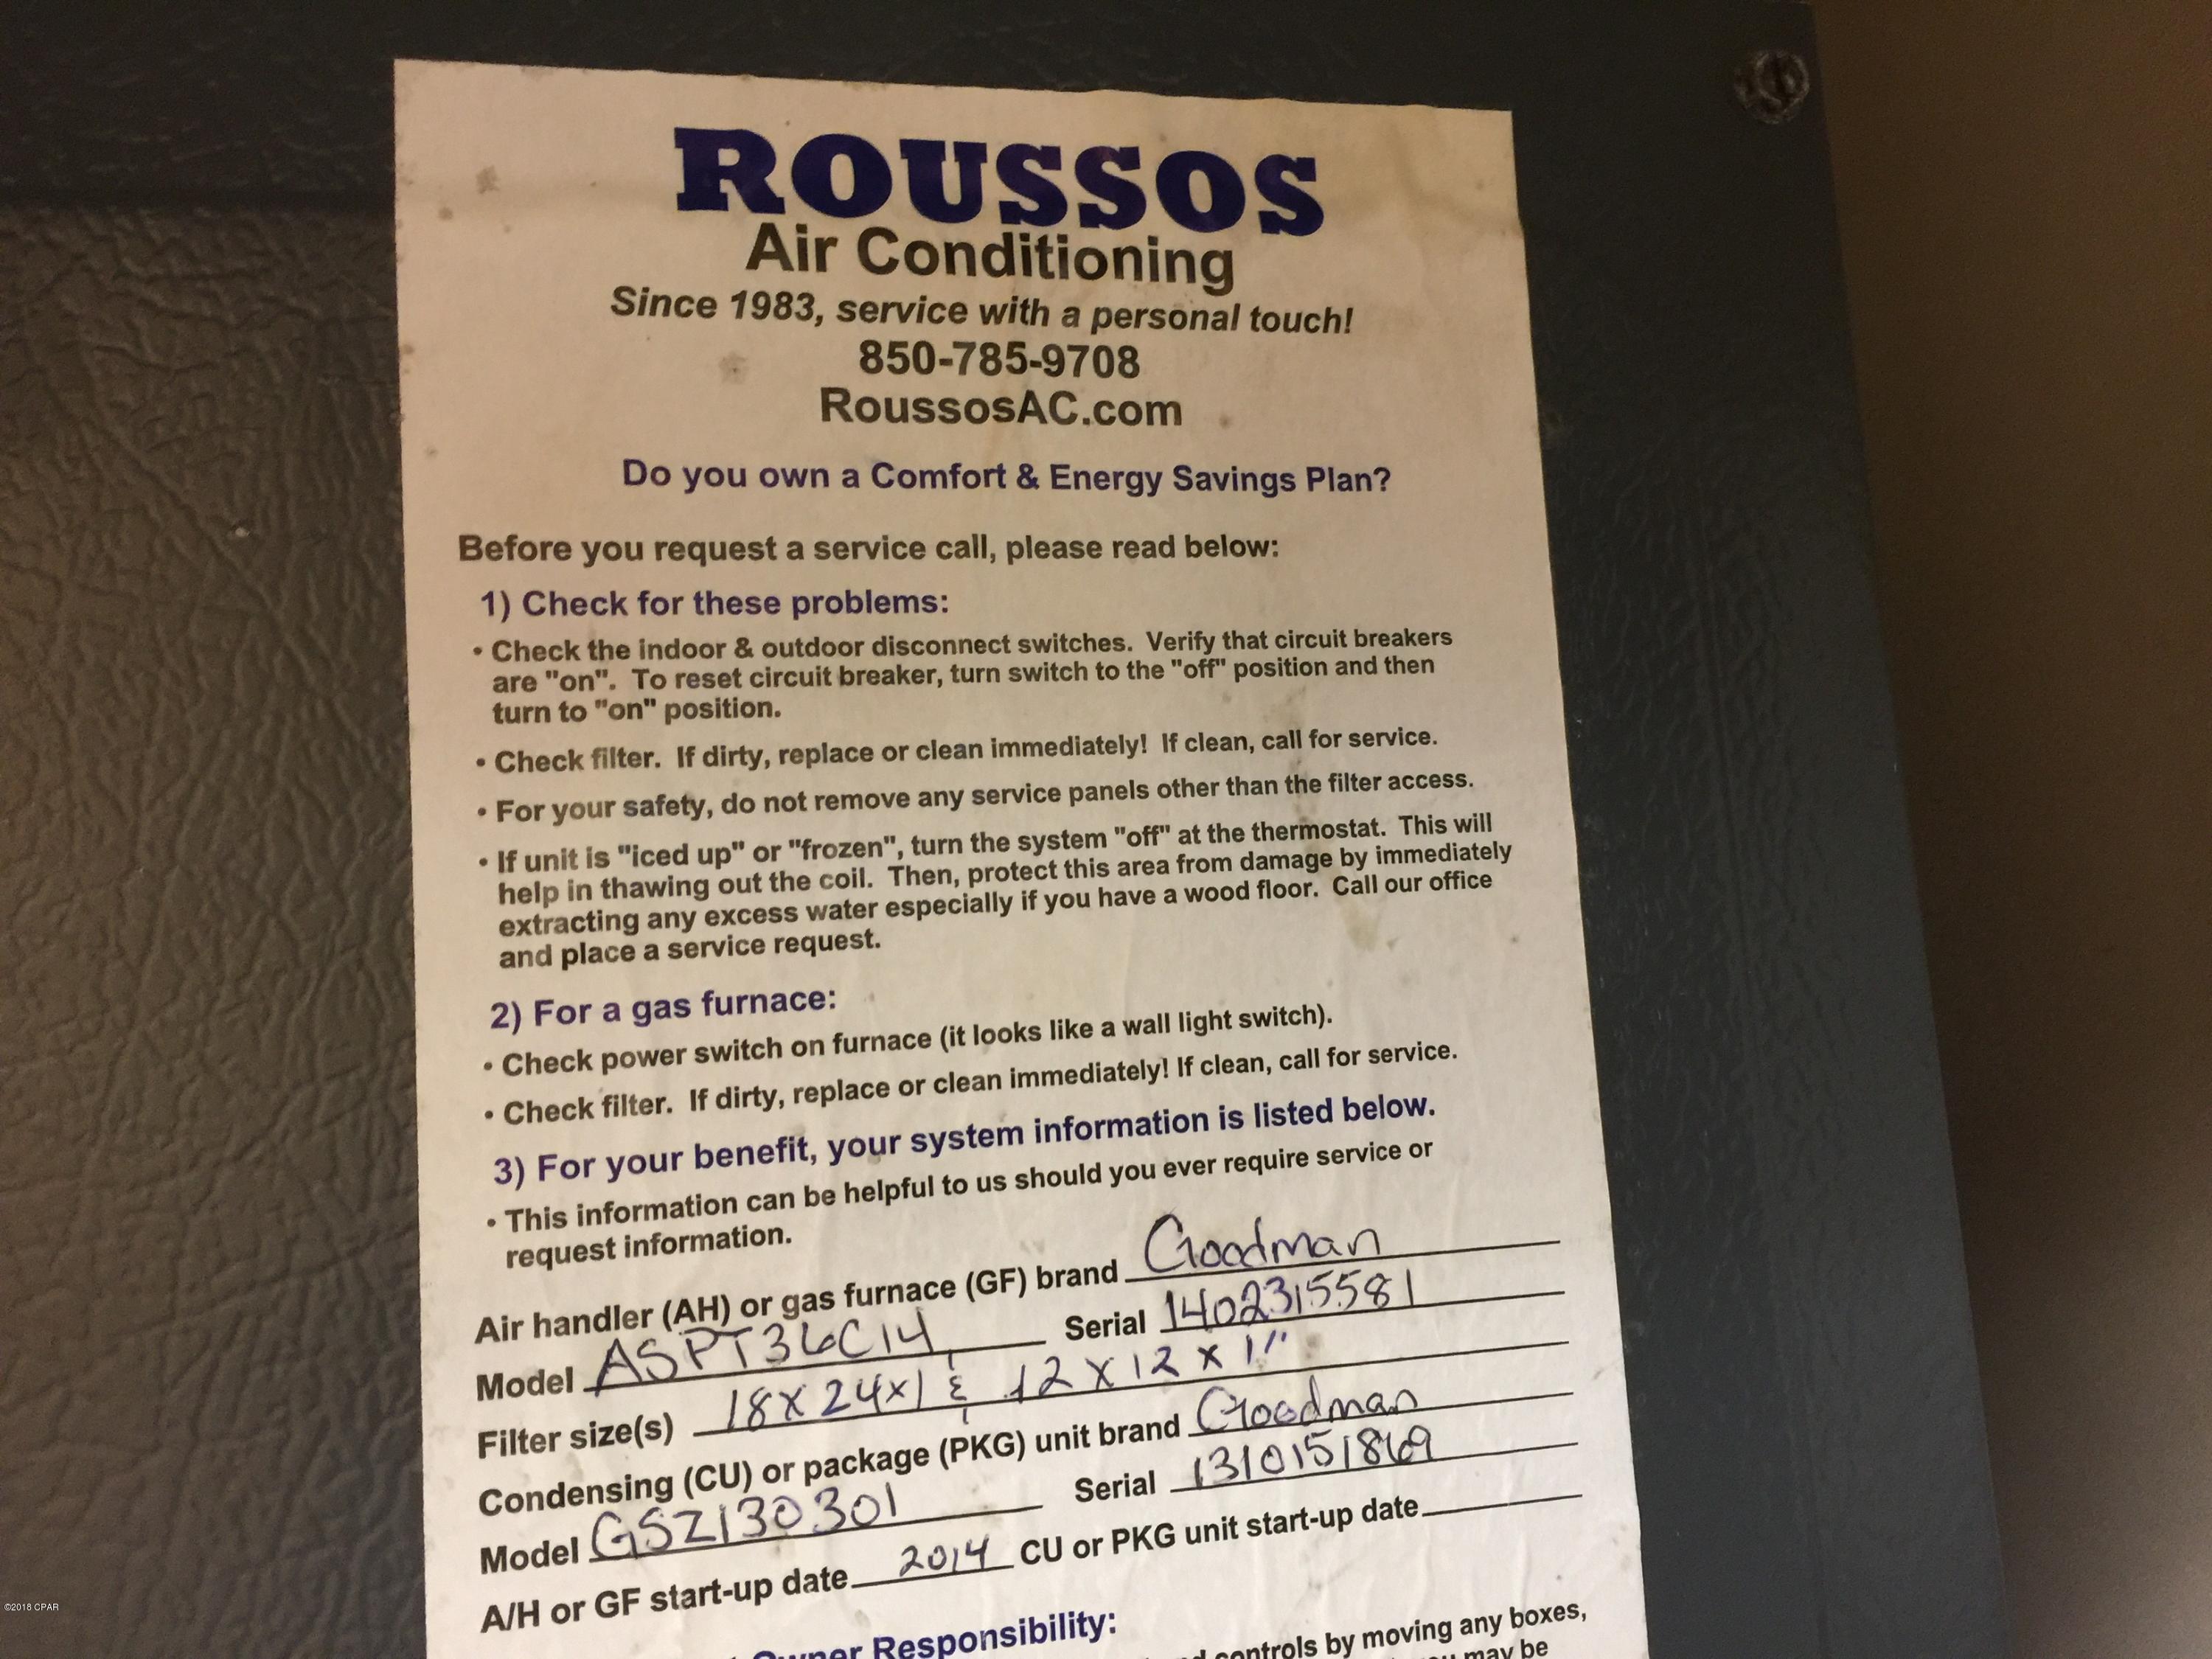 ROUSSOS
Air Conditioning
Since 1983, service with a personal touch!
850-785-9708
RoussosAC.com
Do you own a Comfort & Energy Savings Plan?
Before you request a service call, please read below:
1) Check for these problems:
• Check the indoor & outdoor disconnect switches. Verify that circuit breakers
are "on". To reset circuit breaker, turn switch to the "off" position and then
turn to "on" position.
• Check filter. If dirty, replace or clean immediately! If clean, call for service.
• For your safety, do not remove any service panels other than the filter access.
• If unit is "iced up" or "frozen", turn the system "off" at the thermostat. This will
help in thawing out the coil. Then, protect this area from damage by immediately
extracting any excess water especially if you have a wood floor. Call our office
and place a service request.
2) For a gas furnace:
• Check power switch on furnace (it looks like a wall light switch).
• Check filter. If dirty, replace or clean immediately! If clean, call for service.
3) For your benefit, your system information is listed below.
• This information can be helpful to us should you ever require service or
request information.
Air handler (AH) or gas furnace (GF) brand Goodman
Model ASPT36C14 Serial 1402315581
Filter size(s) 18X24X1 & 12X12X1"
Condensing (CU) or package (PKG) unit brand Goodman
Model GSZ130301 Serial 1310151869
A/H or GF start-up date 2014 CU or PKG unit start-up date
Owner Responsibility:
controls by moving any boxes,
may be
©2018 CPAR